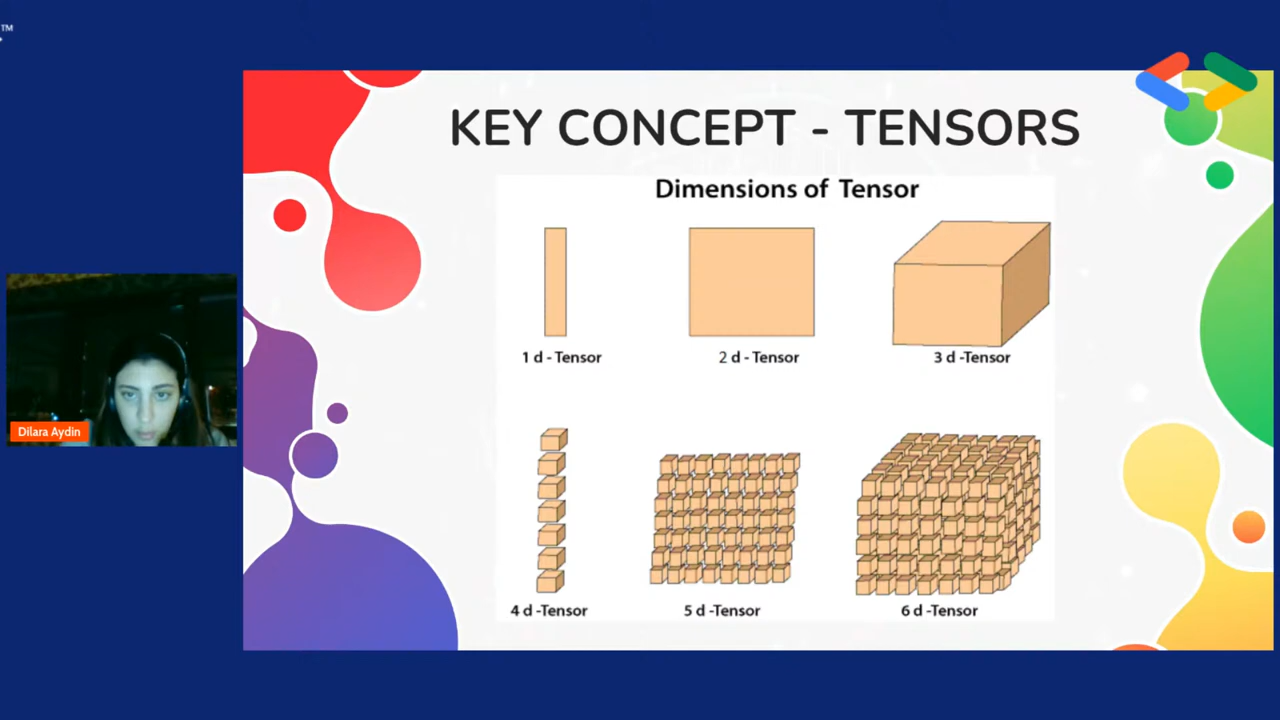 ™
KEY CONCEPT - TENSORS
Dimensions of Tensor
1 d - Tensor
2 d - Tensor
3 d -Tensor
Dilara Aydin
4 d -Tensor
5 d -Tensor
6 d -Tensor